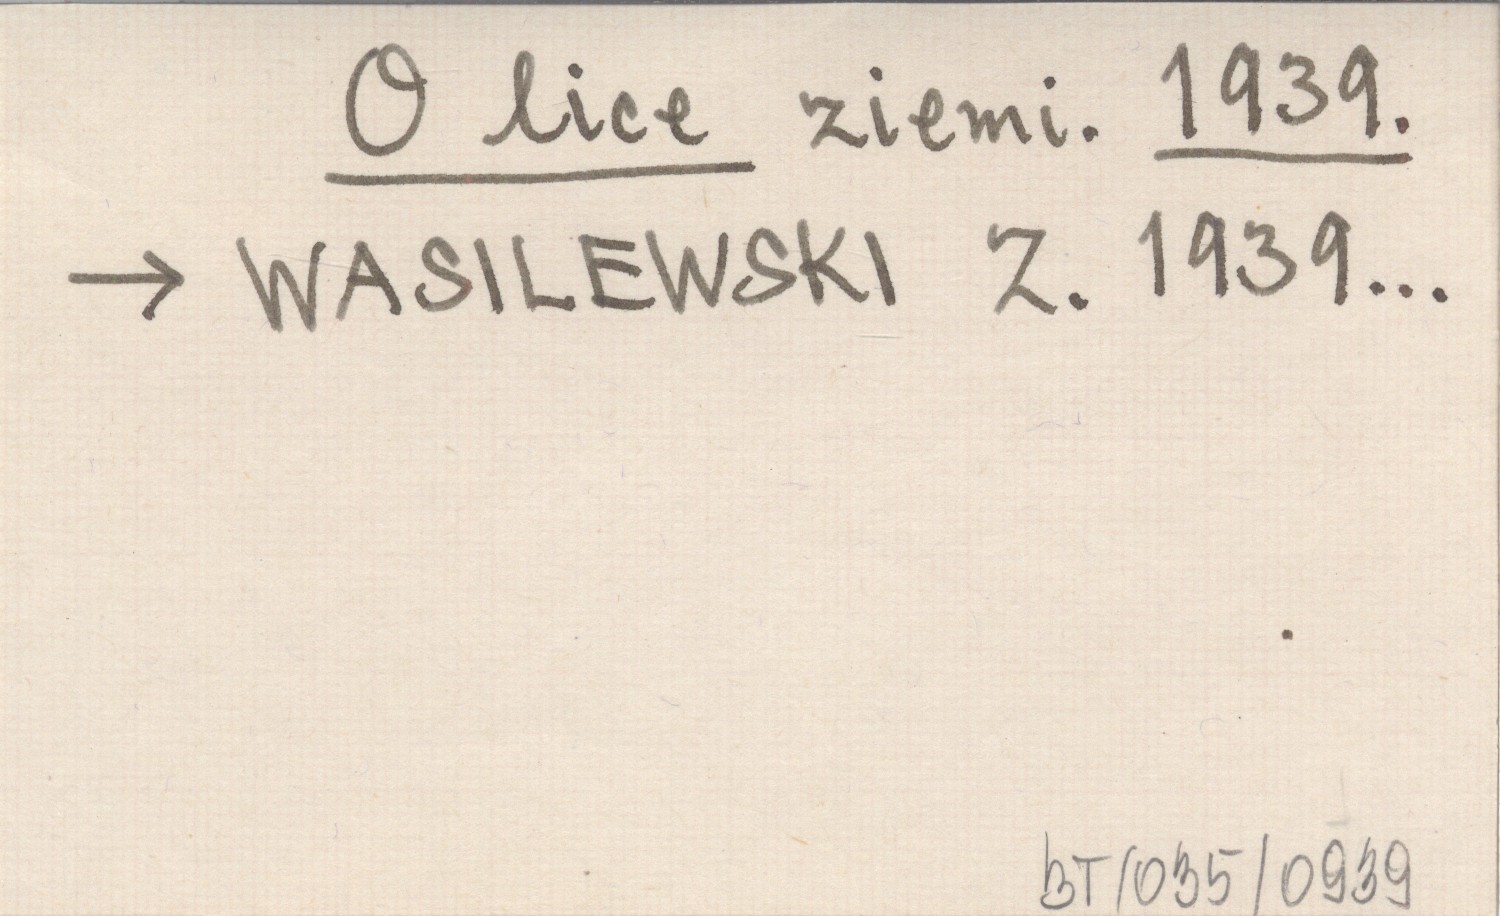 O lice ziemi. 1939.
→ WASILEWSKI Z. 1939...
BT/035/0939